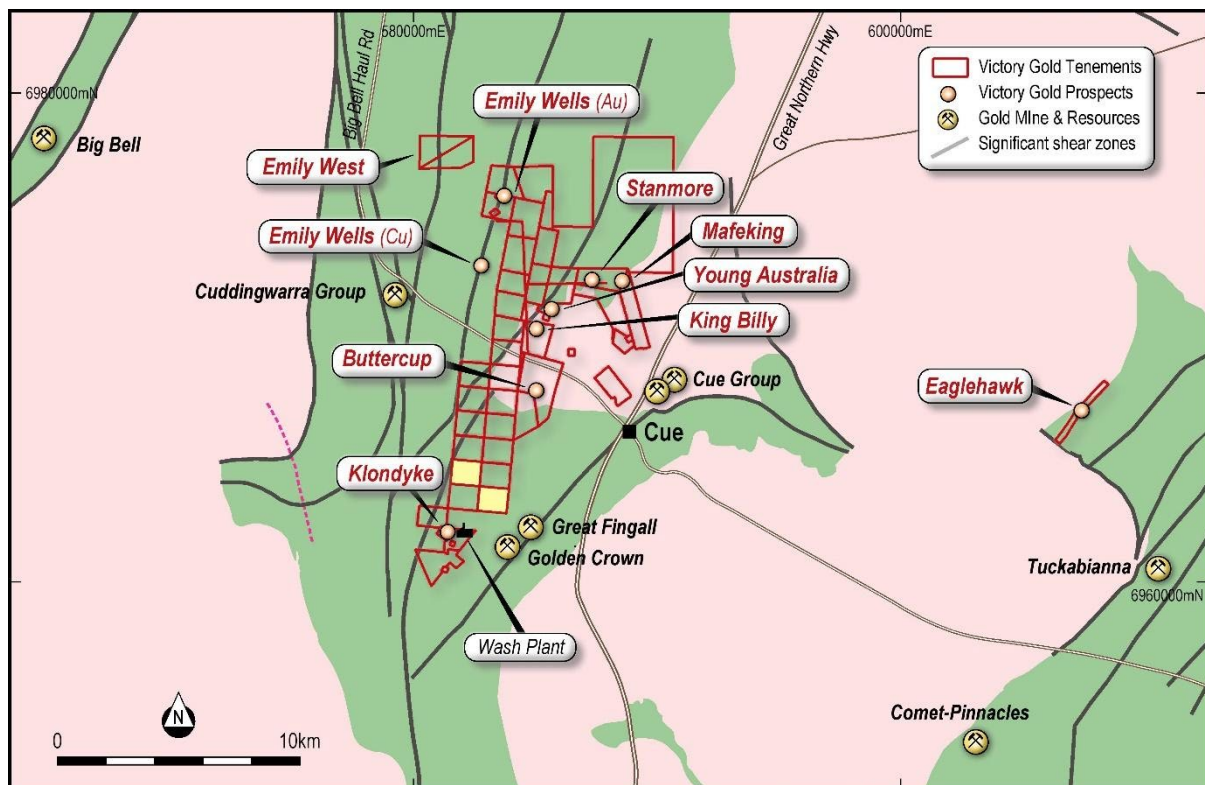 580000mE
600000mE
Big Bell Haul Rd
Great Northern Hwy
Victory Gold Tenements
Victory Gold Prospects
Gold MIne & Resources
Significant shear zones
6980000mN
Big Bell
Emily Wells (Au)
Emily West
Stanmore
Mafeking
Emily Wells (Cu)
Young Australia
Cuddingwarra Group
King Billy
Buttercup
Cue Group
Eaglehawk
Cue
Klondyke
Great Fingall
Golden Crown
Tuckabianna
6960000mN
Wash Plant
N
Comet-Pinnacles
0
10km